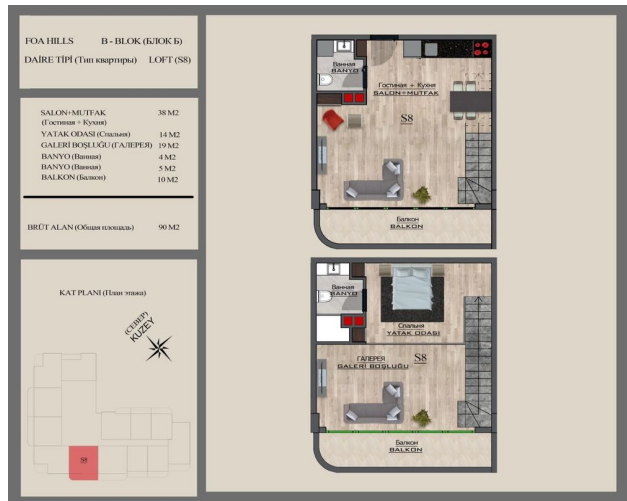 FOA HILLS B - BLOK (БЛОК Б)
DAİRE TİPİ (Тип квартиры) LOFT (S8)
SALON+MUTFAK 38 M2
(Гостиная + Кухня)
YATAK ODASI (Спальня) 14 M2
GALERİ BOŞLUĞU (ГАЛЕРЕЯ) 19 M2
BANYO (Ванная) 4 M2
BANYO (Ванная) 5 M2
BALKON (Балкон) 10 M2
BRÜT ALAN (Общая площадь) 90 M2
KAT PLANI (План этажа)
(СЕВЕР)
KUZEY
S8
Ванная
BANYO
Гостиная + Кухня
SALON+MUTFAK
S8
Балкон
BALKON
Ванная
BANYO
Спальня
YATAK ODASI
ГАЛЕРЕЯ S8
GALERİ BOŞLUĞU
Балкон
BALKON